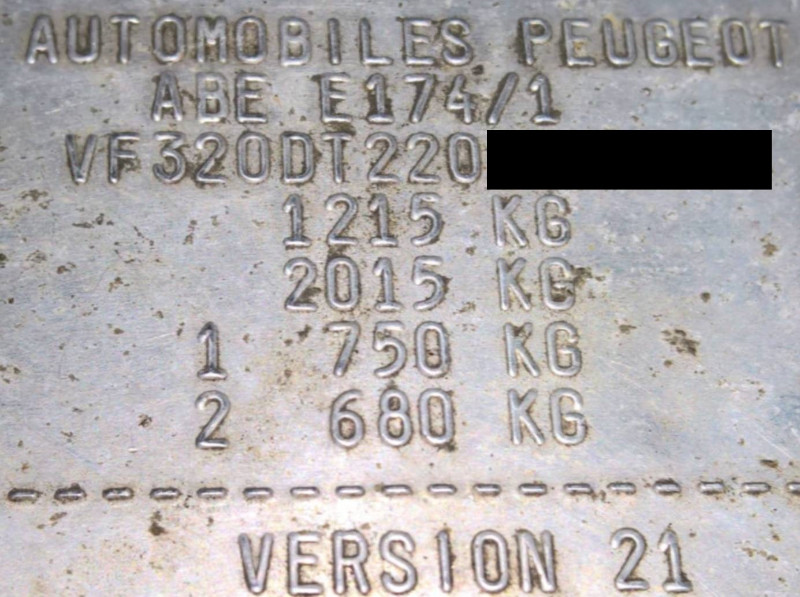 AUTOMOBILES PEUGEOT
ABE E174/1
VF320DT220
1215 KG
2015 KG
1 750 KG
2 680 KG
VERSION 21